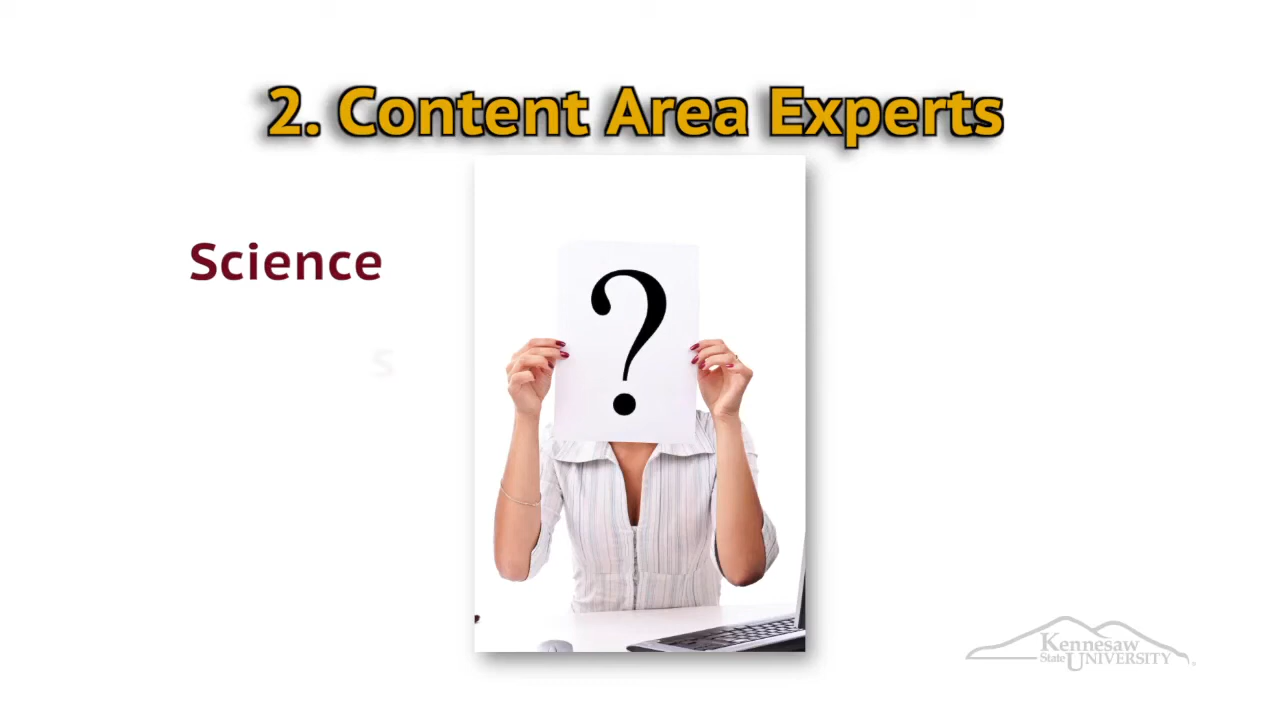 2. Content Area Experts
Science
S
?
Kennesaw
State UNIVERSITY